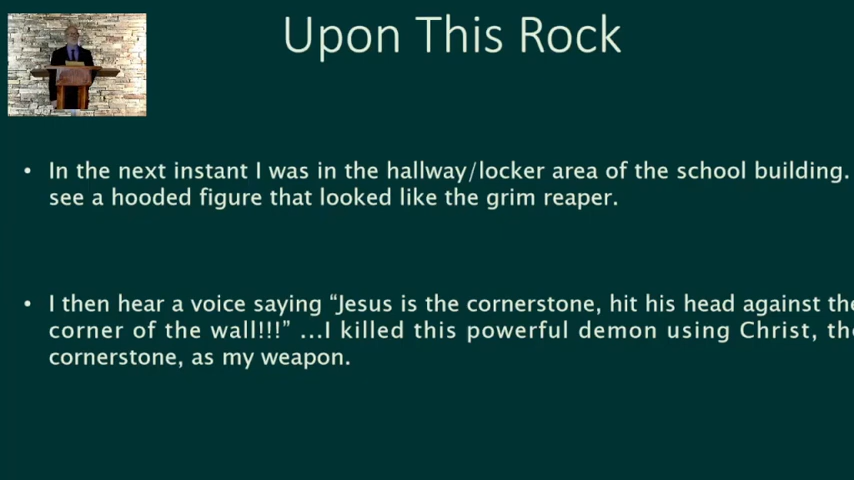 Upon This Rock
• In the next instant I was in the hallway/locker area of the school building.
see a hooded figure that looked like the grim reaper.
• I then hear a voice saying “Jesus is the cornerstone, hit his head against the
corner of the wall!!!” …I killed this powerful demon using Christ, the
cornerstone, as my weapon.